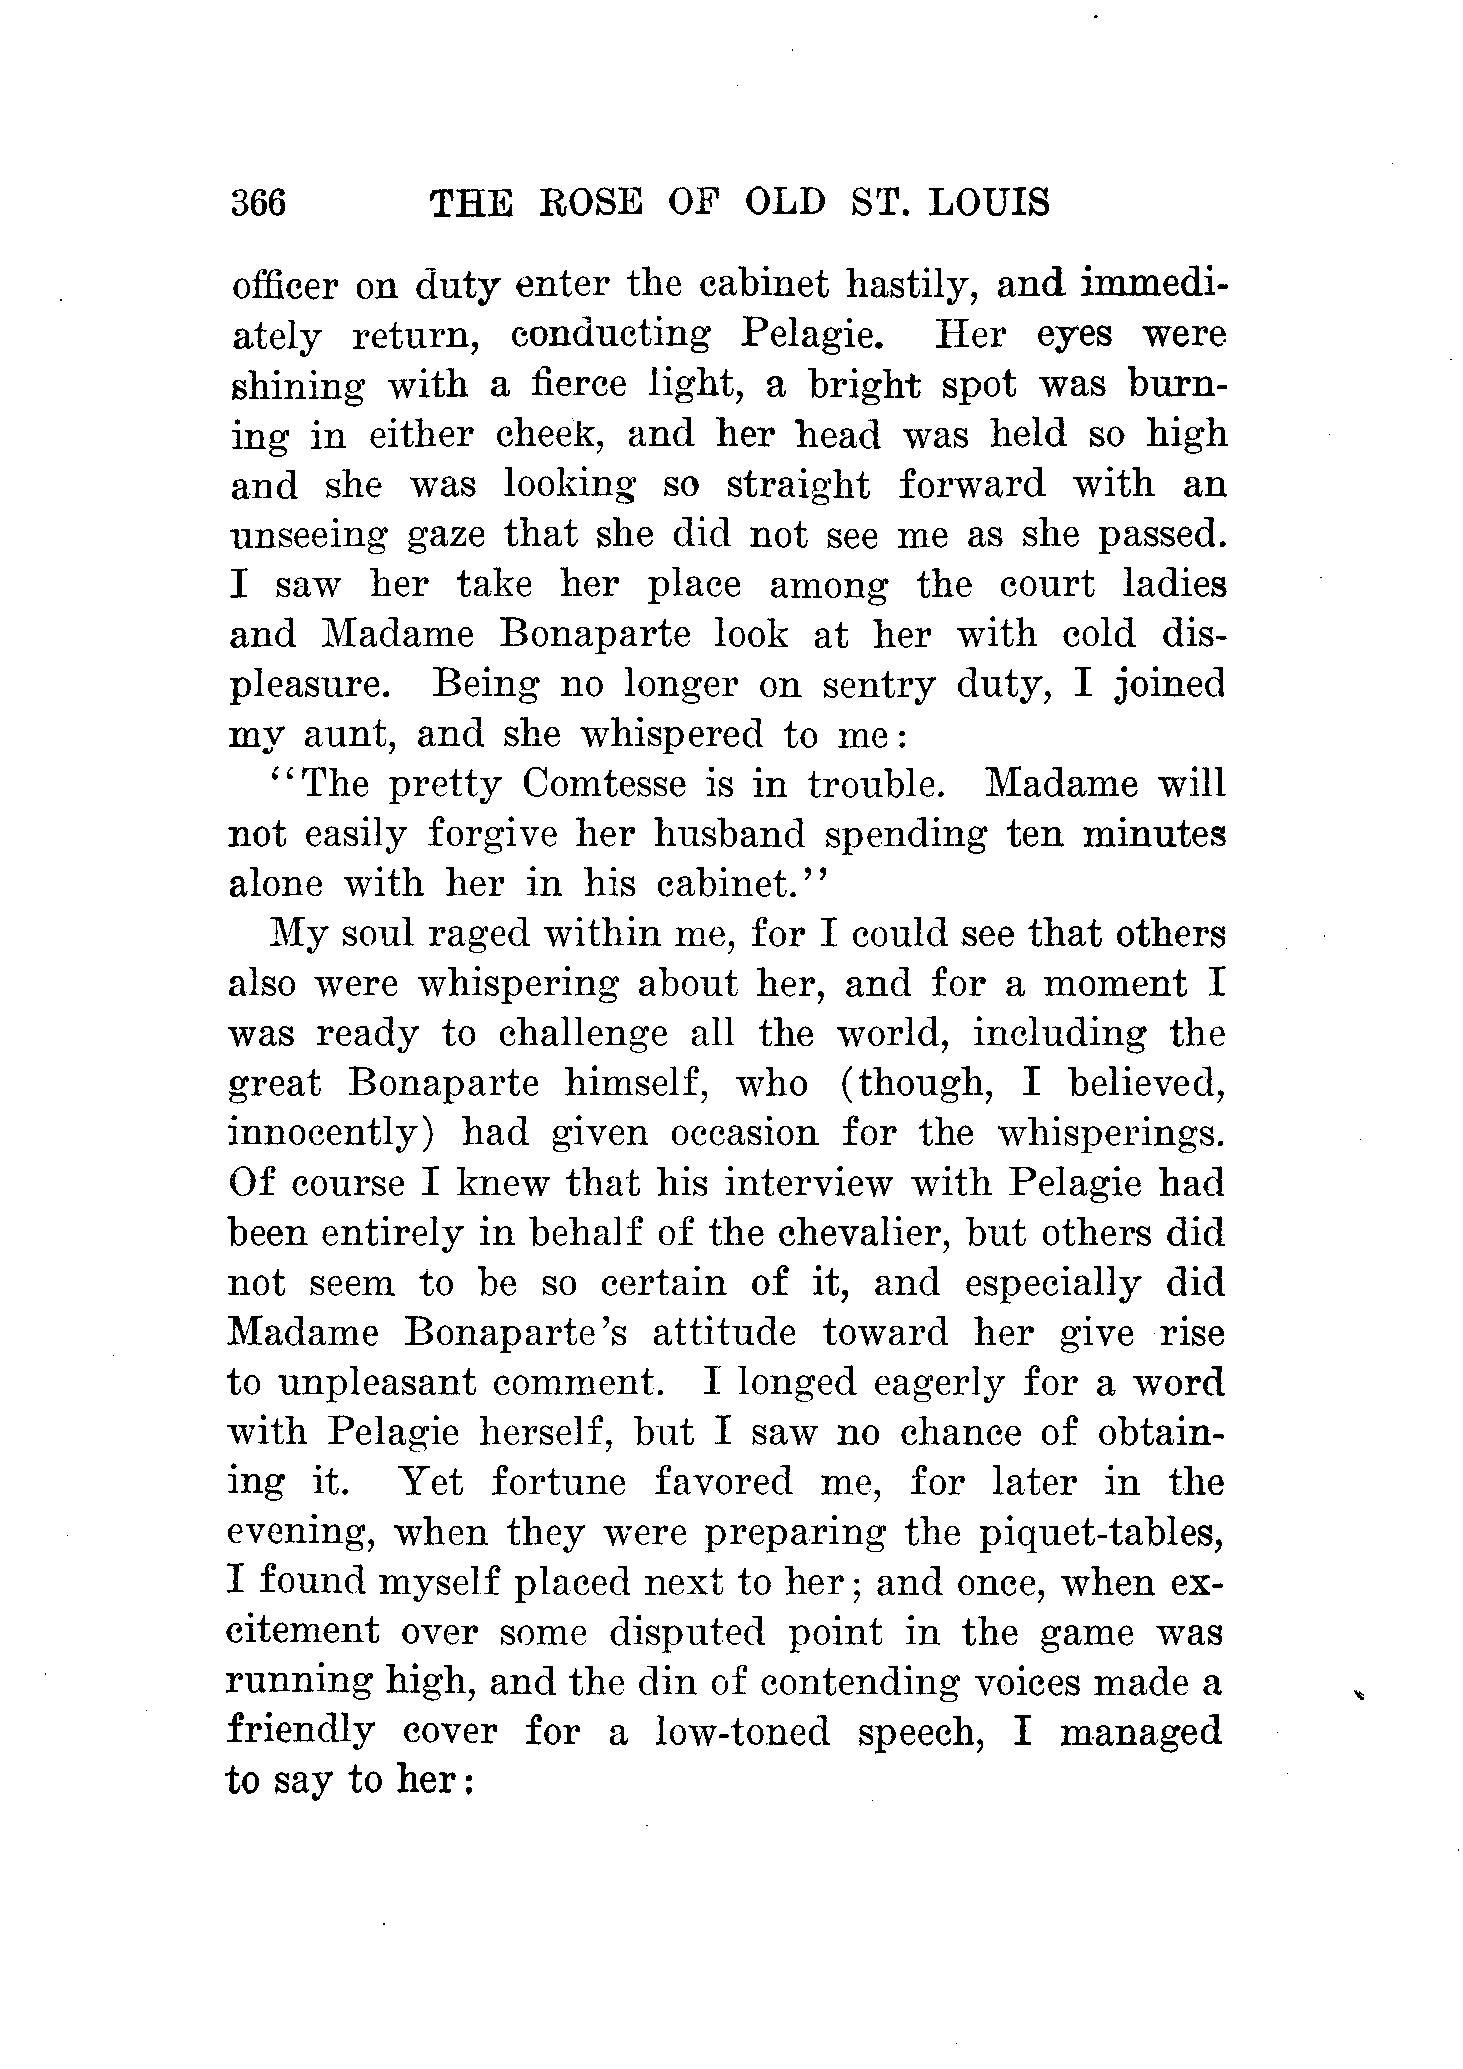 366 THE ROSE OF OLD ST. LOUIS
officer on duty enter the cabinet hastily, and immedi-
ately return, conducting Pelagie. Her eyes were
shining with a fierce light, a bright spot was burn-
ing in either cheek, and her head was held so high
and she was looking so straight forward with an
unseeing gaze that she did not see me as she passed.
I saw her take her place among the court ladies
and Madame Bonaparte look at her with cold dis-
pleasure. Being no longer on sentry duty, I joined
my aunt, and she whispered to me:
"The pretty Comtesse is in trouble. Madame will
not easily forgive her husband spending ten minutes
alone with her in his cabinet."
My soul raged within me, for I could see that others
also were whispering about her, and for a moment I
was ready to challenge all the world, including the
great Bonaparte himself, who (though, I believed,
innocently) had given occasion for the whisperings.
Of course I knew that his interview with Pelagie had
been entirely in behalf of the chevalier, but others did
not seem to be so certain of it, and especially did
Madame Bonaparte's attitude toward her give rise
to unpleasant comment. I longed eagerly for a word
with Pelagie herself, but I saw no chance of obtain-
ing it. Yet fortune favored me, for later in the
evening, when they were preparing the piquet-tables,
I found myself placed next to her; and once, when ex-
citement over some disputed point in the game was
running high, and the din of contending voices made a
friendly cover for a low-toned speech, I managed
to say to her: